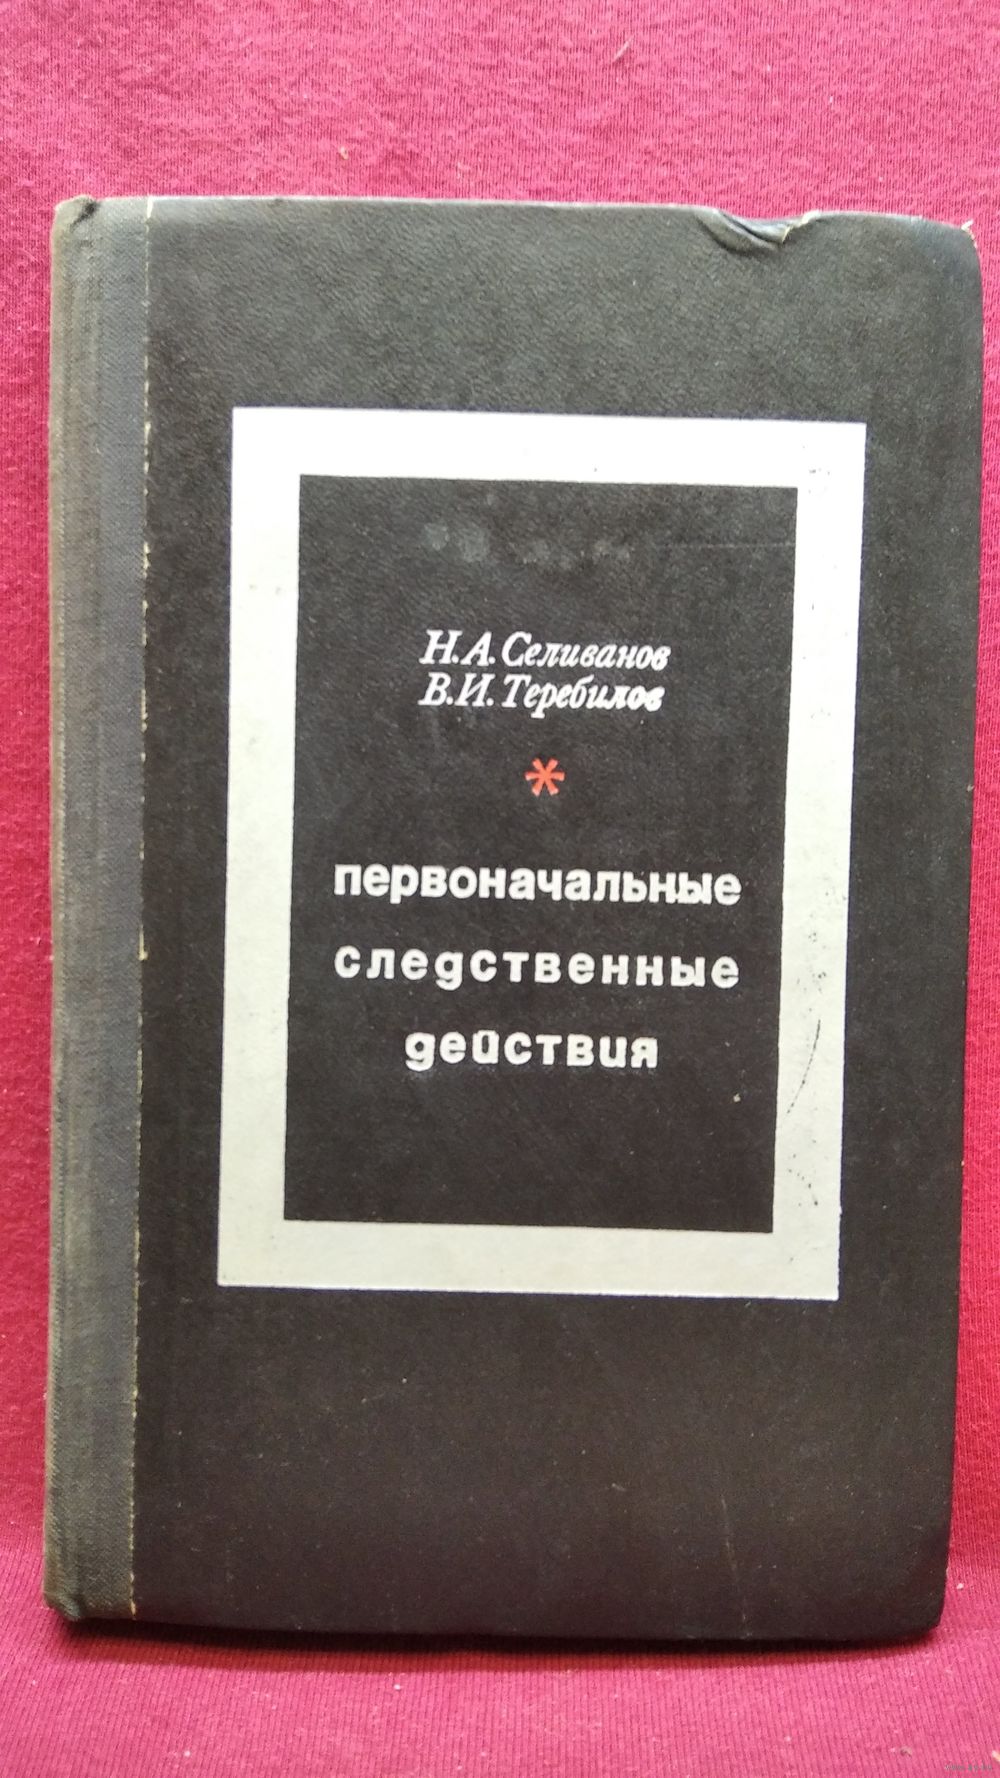 Н.А.Селиванов
В.И.Теребилов
*
первоначальные
следственные
действия